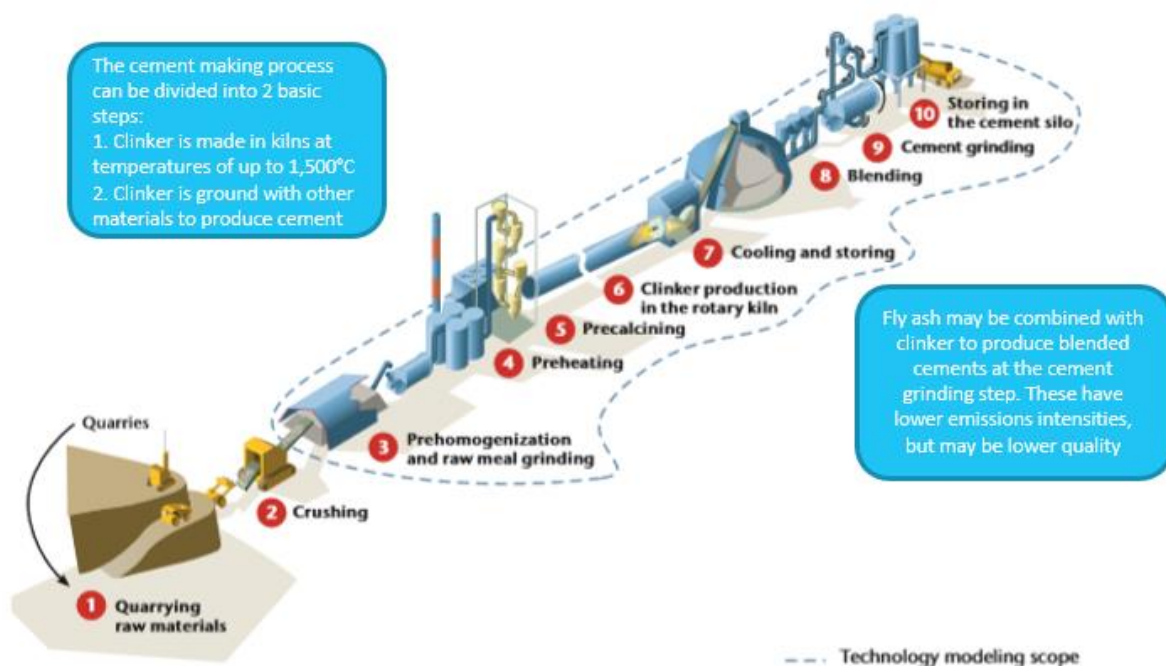 The cement making process
can be divided into 2 basic
steps:
1. Clinker is made in kilns at
temperatures of up to 1,500°C
2. Clinker is ground with other
materials to produce cement
10 Storing in
the cement silo
9 Cement grinding
8 Blending
7 Cooling and storing
6 Clinker production
in the rotary kiln
5 Precalcining
4 Preheating
Fly ash may be combined with
clinker to produce blended
cements at the cement
grinding step. These have
lower emissions intensities,
but may be lower quality
Quarries
3 Prehomogenization
and raw meal grinding
2 Crushing
1 Quarrying
raw materials
Technology modeling scope